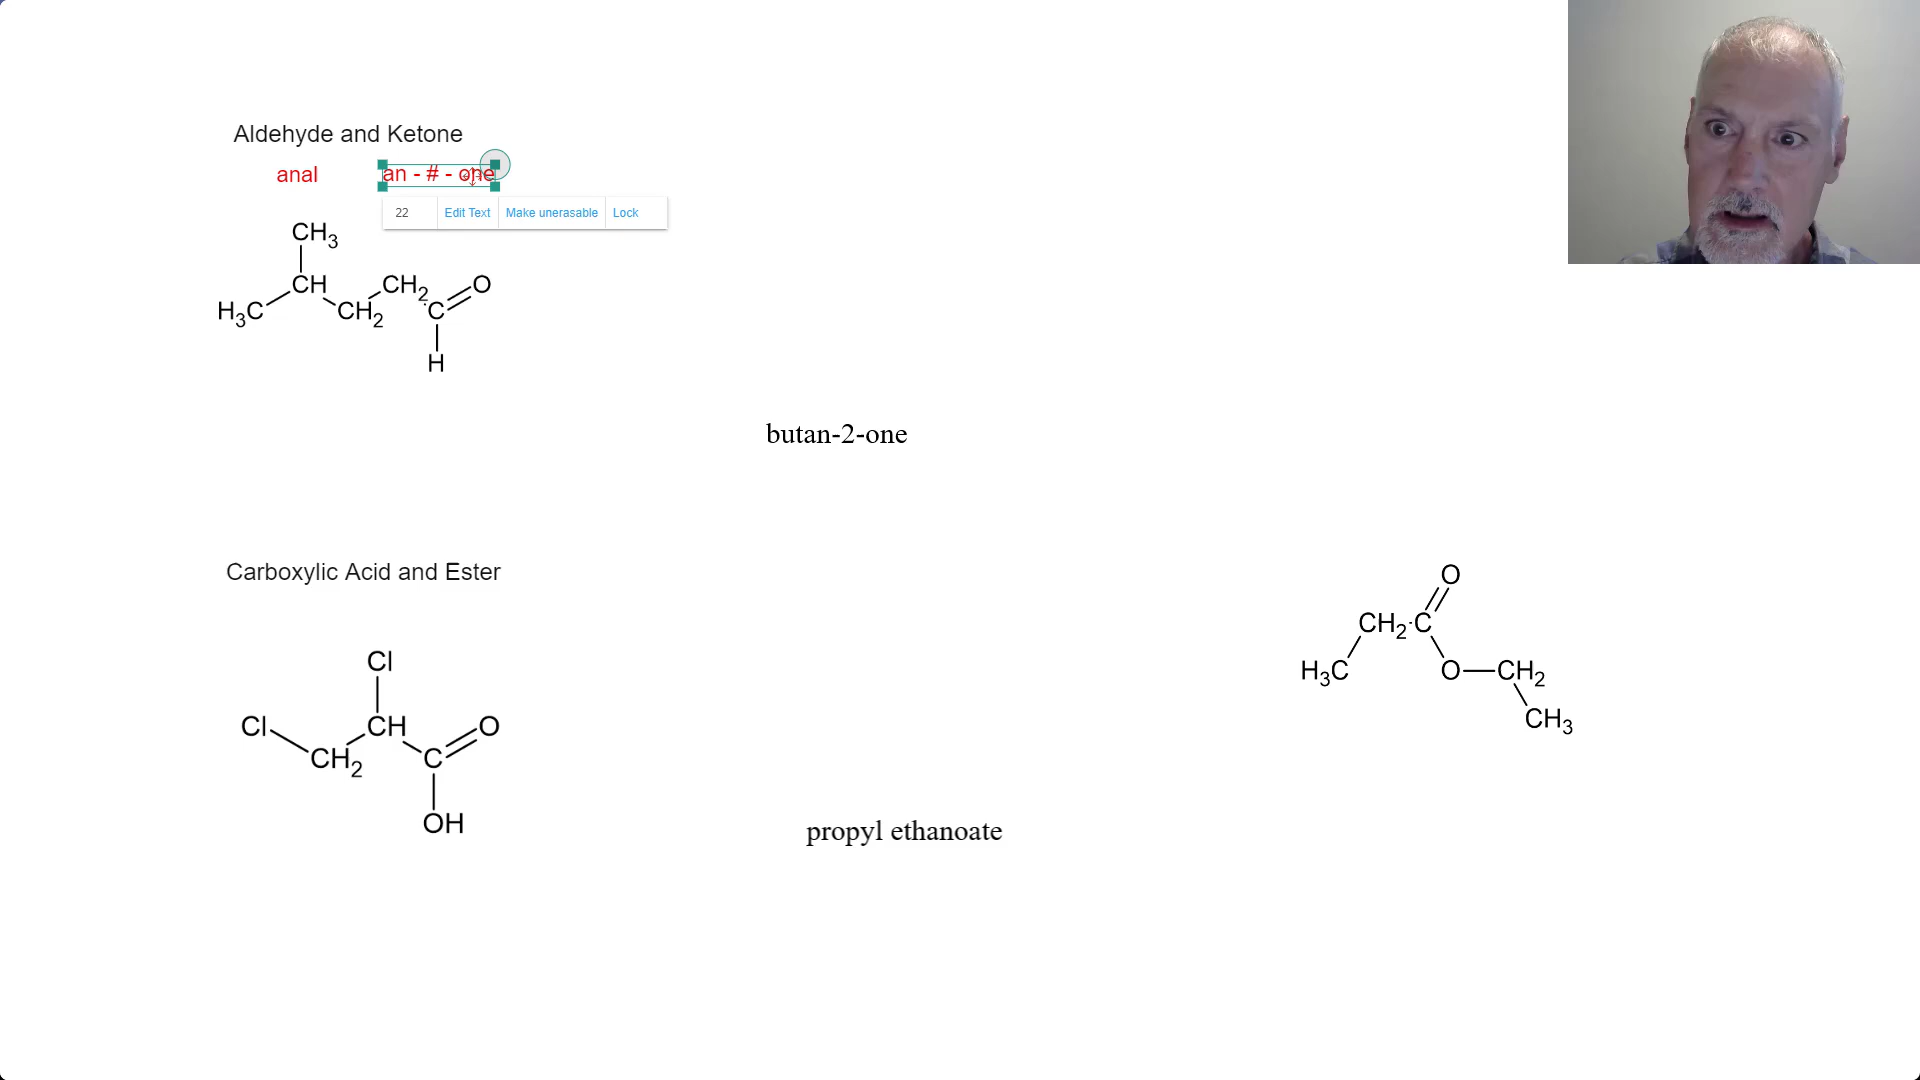 Aldehyde and Ketone
anal an - # - one
22 Edit Text Make unerasable Lock
CH3
CH CH2 O
H3C CH2 C
H
butan-2-one
Carboxylic Acid and Ester
O
CH2 C
H3C O CH2
CH3
Cl
Cl CH O
CH2 C
OH
propyl ethanoate